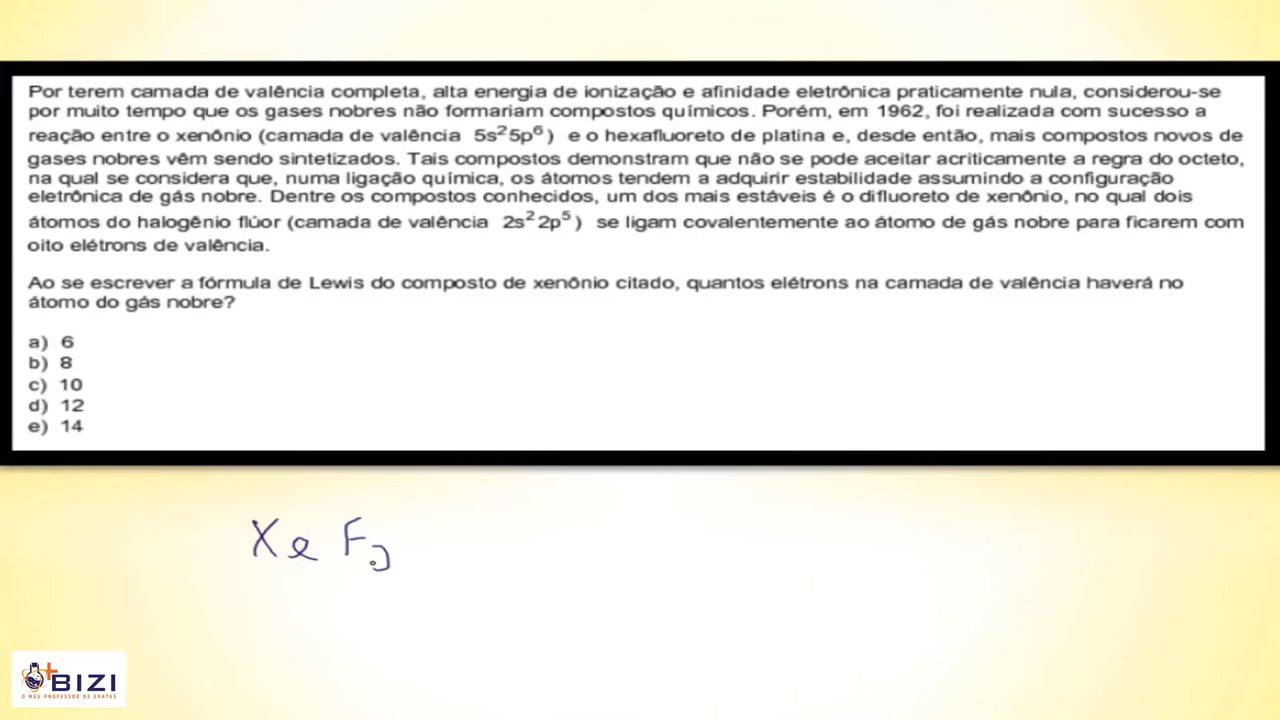 Por terem camada de valência completa, alta energia de ionização e afinidade eletrônica praticamente nula, considerou-se
por muito tempo que os gases nobres não formariam compostos químicos. Porém, em 1962, foi realizada com sucesso a
reação entre o xenônio (camada de valência 5s²5p⁶) e o hexafluoreto de platina e, desde então, mais compostos novos de
gases nobres vêm sendo sintetizados. Tais compostos demonstram que não se pode aceitar acriticamente a regra do octeto,
na qual se considera que, numa ligação química, os átomos tendem a adquirir estabilidade assumindo a configuração
eletrônica de gás nobre. Dentre os compostos conhecidos, um dos mais estáveis é o difluoreto de xenônio, no qual dois
átomos do halogênio flúor (camada de valência 2s²2p⁵) se ligam covalentemente ao átomo de gás nobre para ficarem com
oito elétrons de valência.
Ao se escrever a fórmula de Lewis do composto de xenônio citado, quantos elétrons na camada de valência haverá no
átomo do gás nobre?
a) 6
b) 8
c) 10
d) 12
e) 14
Xe F
BIZI
O MEU PROFESSOR DE EXATAS